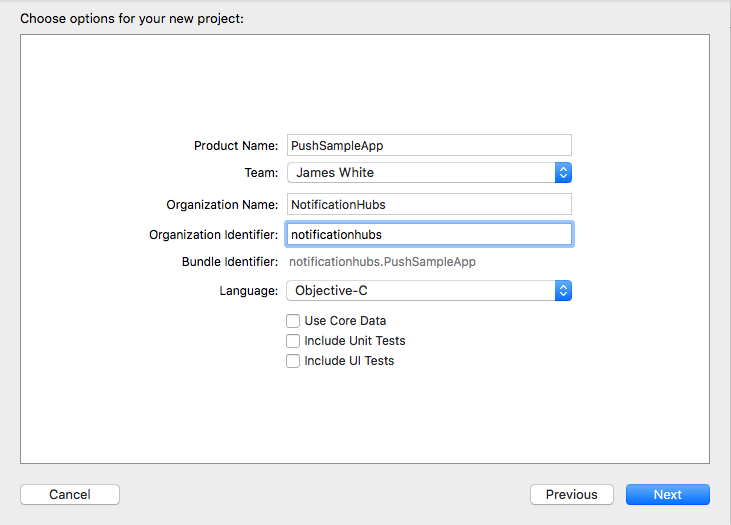 Choose options for your new project:
Product Name: PushSampleApp
Team: James White
Organization Name: NotificationHubs
Organization Identifier: notificationhubs
Bundle Identifier: notificationhubs.PushSampleApp
Language: Objective-C
Use Core Data
Include Unit Tests
Include UI Tests
Cancel Previous Next